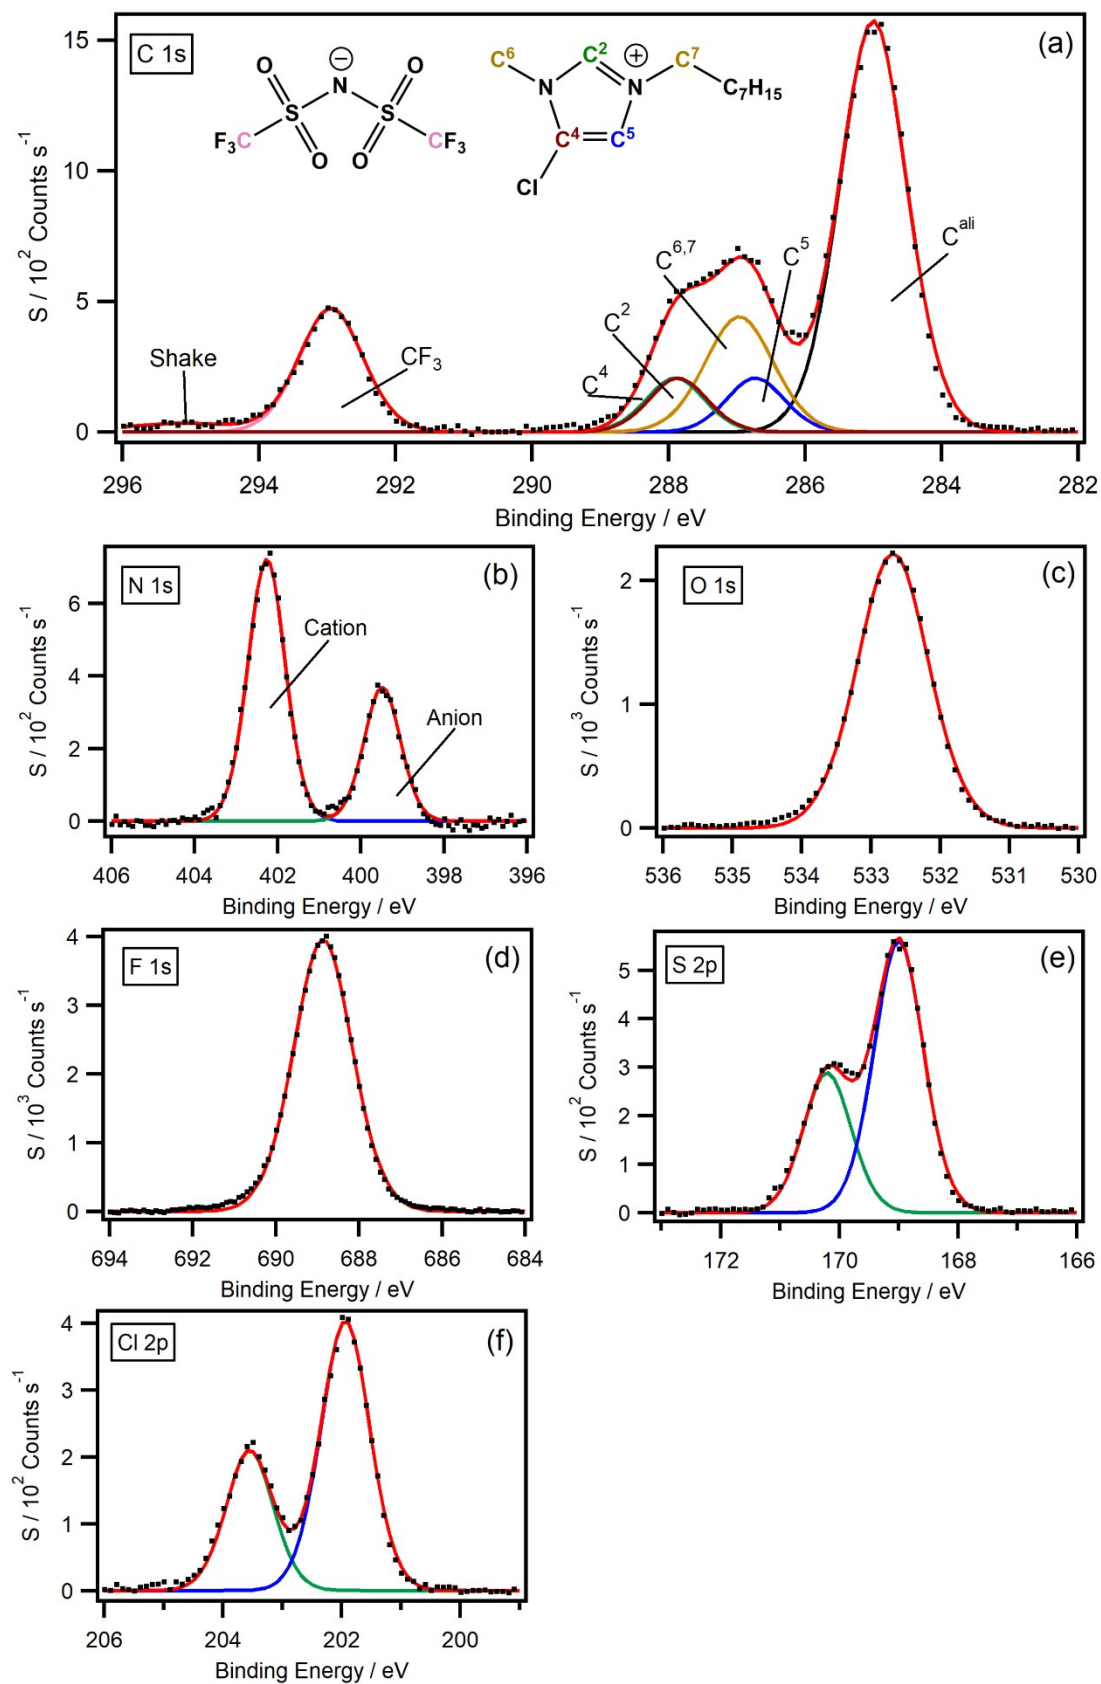 C 1s
(a)
O
⊖
O
N
S
S
F₃C
CF₃
O
O
C⁶
C²
⊕
C⁷
N
N
C₇H₁₅
C⁴
C⁵
Cl
Shake
CF₃
C⁴
C²
C⁶,⁷
C⁵
Cᵃˡⁱ
15
10
5
0
S / 10² Counts s⁻¹
296 294 292 290 288 286 284 282
Binding Energy / eV
N 1s
(b)
Cation
Anion
6
4
2
0
S / 10² Counts s⁻¹
406 404 402 400 398 396
Binding Energy / eV
O 1s
(c)
2
1
0
S / 10³ Counts s⁻¹
536 535 534 533 532 531 530
Binding Energy / eV
F 1s
(d)
4
3
2
1
0
S / 10³ Counts s⁻¹
694 692 690 688 686 684
Binding Energy / eV
S 2p
(e)
5
4
3
2
1
0
S / 10² Counts s⁻¹
172 170 168 166
Binding Energy / eV
Cl 2p
(f)
4
3
2
1
0
S / 10² Counts s⁻¹
206 204 202 200
Binding Energy / eV